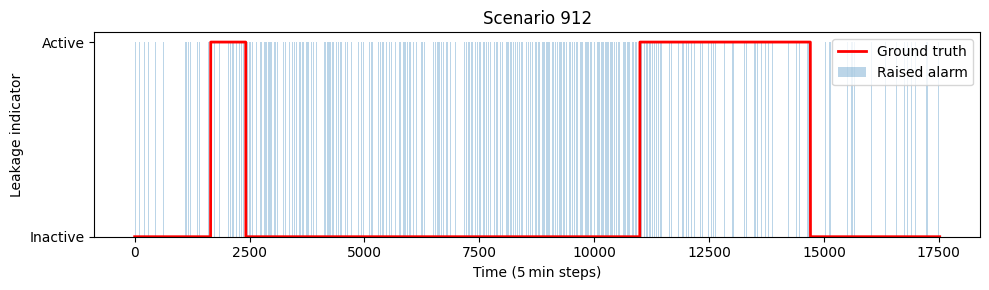 Scenario 912
Active
Inactive
Leakage indicator
Ground truth
Raised alarm
0
2500
5000
7500
10000
12500
15000
17500
Time (5 min steps)